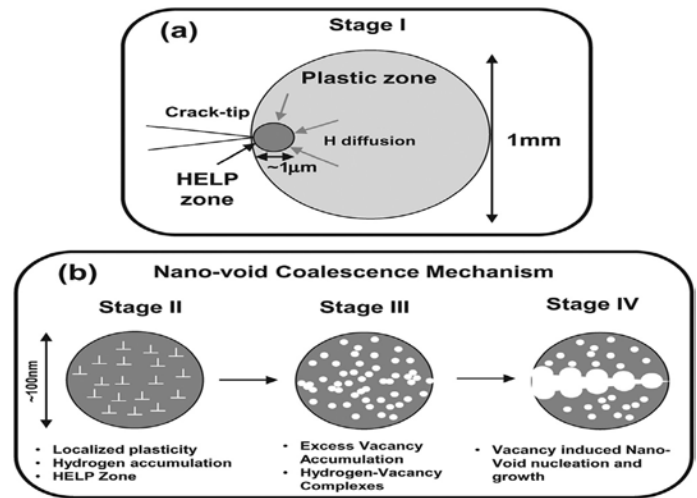 (a)
Stage I
Plastic zone
Crack-tip
H diffusion
1mm
~1μm
HELP
zone
(b)
Nano-void Coalescence Mechanism
Stage II
Stage III
Stage IV
~100nm
• Localized plasticity
• Hydrogen accumulation
• HELP Zone
• Excess Vacancy
Accumulation
• Hydrogen-Vacancy
Complexes
• Vacancy induced Nano-
Void nucleation and
growth